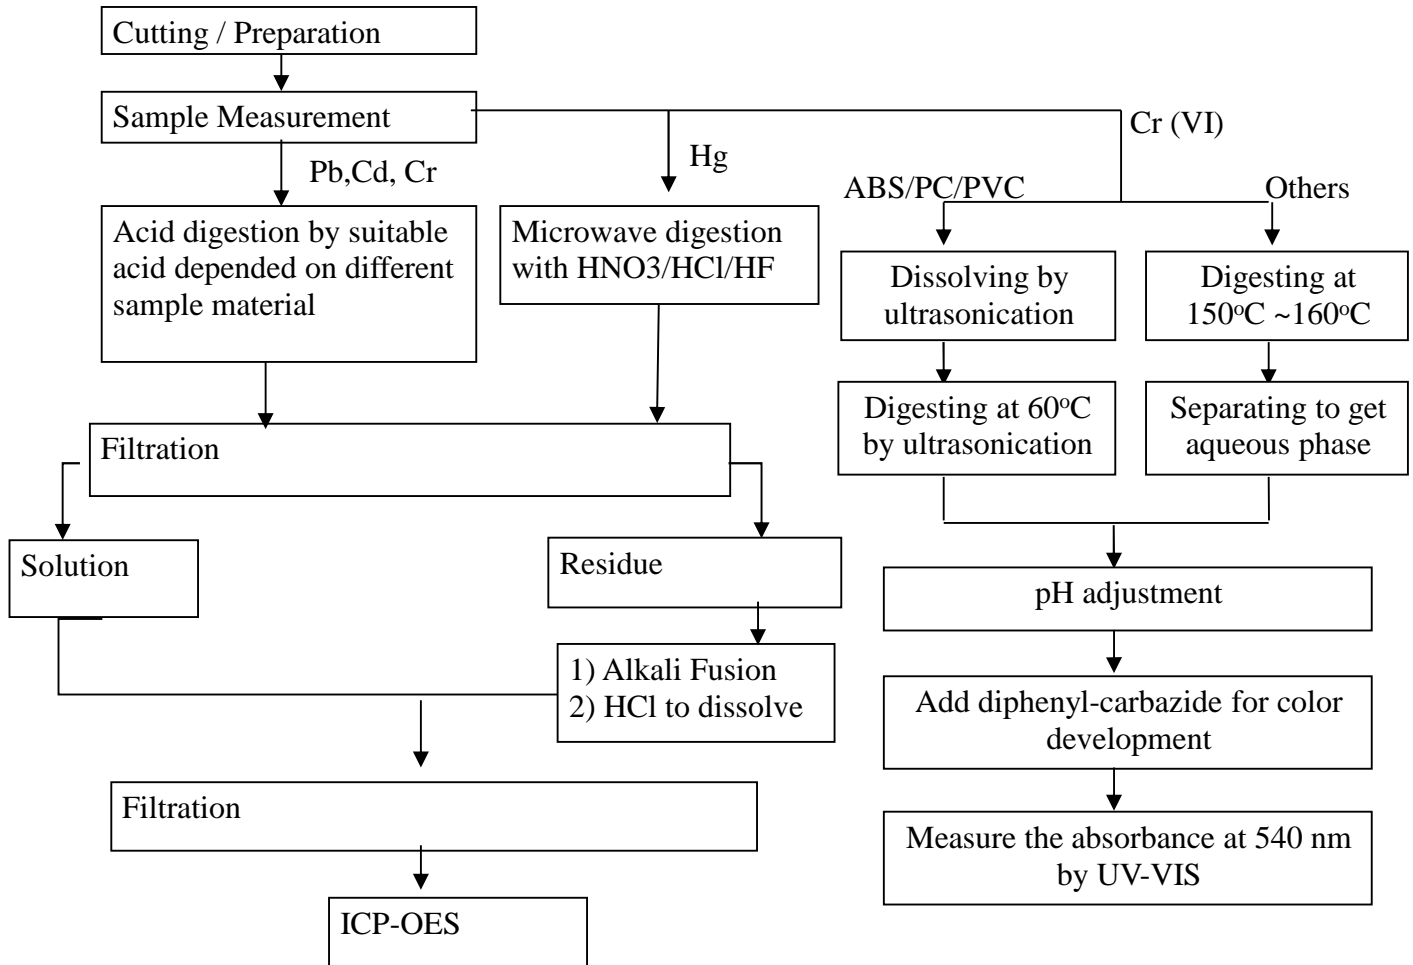 Cutting / Preparation
Sample Measurement
Pb,Cd, Cr
Hg
Cr (VI)
ABS/PC/PVC
Others
Acid digestion by suitable
acid depended on different
sample material
Microwave digestion
with HNO3/HCl/HF
Dissolving by
ultrasonication
Digesting at
150°C ~160°C
Digesting at 60°C
by ultrasonication
Separating to get
aqueous phase
Filtration
Solution
Residue
1) Alkali Fusion
2) HCl to dissolve
pH adjustment
Add diphenyl-carbazide for color
development
Filtration
Measure the absorbance at 540 nm
by UV-VIS
ICP-OES